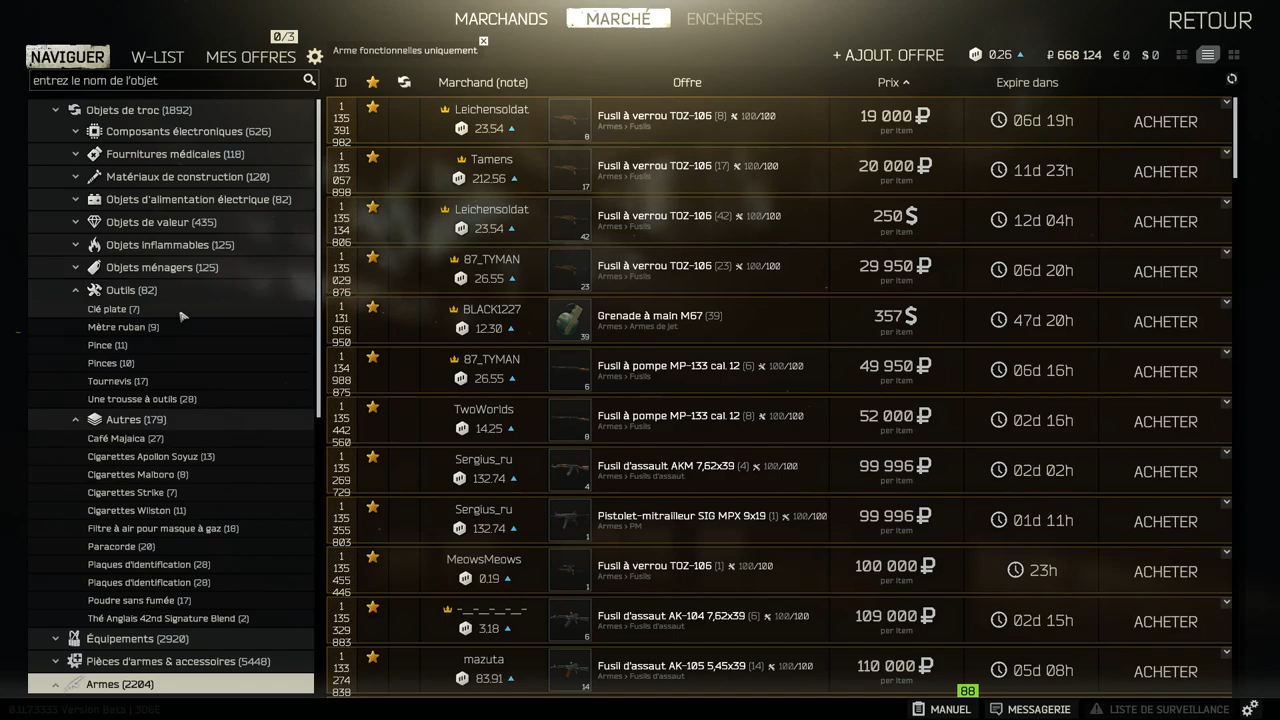 MARCHANDS
MARCHÉ
ENCHÈRES
RETOUR
0/3
NAVIGUER
W-LIST
MES OFFRES
Arme fonctionnelles uniquement
+ AJOUT. OFFRE
0.26
₽ 668 124
€ 0
$ 0
entrez le nom de l'objet
ID
Marchand (note)
Offre
Prix
Expire dans
Objets de troc (1892)
Composants électroniques (626)
Fournitures médicales (118)
Matériaux de construction (120)
Objets d'alimentation électrique (82)
Objets de valeur (435)
Objets inflammables (125)
Objets ménagers (125)
Outils (82)
Clé plate (7)
Mètre ruban (9)
Pince (11)
Pinces (10)
Tournevis (17)
Une trousse à outils (28)
Autres (179)
Café Majaica (27)
Cigarettes Apollon Soyuz (13)
Cigarettes Malboro (8)
Cigarettes Strike (7)
Cigarettes Wilston (11)
Filtre à air pour masque à gaz (18)
Paracorde (20)
Plaques d'identification (28)
Plaques d'identification (28)
Poudre sans fumée (17)
Thé Anglais 42nd Signature Blend (2)
Équipements (2920)
Pièces d'armes & accessoires (5448)
Armes (2204)
1
135
391
982
Leichensoldat
23.54
8
Fusil à verrou TOZ-106 (8) 100/100
Armes > Fusils
19 000 ₽
per item
06d 19h
ACHETER
1
135
057
898
Tamens
212.56
17
Fusil à verrou TOZ-106 (17) 100/100
Armes > Fusils
20 000 ₽
per item
11d 23h
ACHETER
1
135
134
806
Leichensoldat
23.54
42
Fusil à verrou TOZ-106 (42) 100/100
Armes > Fusils
250 $
per item
12d 04h
ACHETER
1
135
029
876
87_TYMAN
26.55
23
Fusil à verrou TOZ-106 (23) 100/100
Armes > Fusils
29 950 ₽
per item
06d 20h
ACHETER
1
131
956
950
BLACK1227
12.30
39
Grenade à main M67 (39)
Armes > Armes de jet
357 $
per item
47d 20h
ACHETER
1
134
988
875
87_TYMAN
26.55
6
Fusil à pompe MP-133 cal. 12 (6) 100/100
Armes > Fusils
49 950 ₽
per item
06d 16h
ACHETER
1
135
442
560
TwoWorlds
14.25
8
Fusil à pompe MP-133 cal. 12 (8) 100/100
Armes > Fusils
52 000 ₽
per item
02d 16h
ACHETER
1
135
269
729
Sergius_ru
132.74
4
Fusil d'assault AKM 7,62x39 (4) 100/100
Armes > Fusils d'assaut
99 996 ₽
per item
02d 02h
ACHETER
1
135
355
803
Sergius_ru
132.74
1
Pistolet-mitrailleur SIG MPX 9x19 (1) 100/100
Armes > PM
99 996 ₽
per item
01d 11h
ACHETER
1
135
455
446
MeowsMeows
0.19
1
Fusil à verrou TOZ-106 (1) 100/100
Armes > Fusils
100 000 ₽
per item
23h
ACHETER
1
135
329
883
-_-_-_-_-_-
3.18
6
Fusil d'assaut AK-104 7,62x39 (6) 100/100
Armes > Fusils d'assaut
109 000 ₽
per item
02d 15h
ACHETER
1
133
274
838
mazuta
83.91
14
Fusil d'assaut AK-105 5,45x39 (14) 100/100
Armes > Fusils d'assaut
110 000 ₽
per item
05d 08h
ACHETER
88
MANUEL
MESSAGERIE
LISTE DE SURVEILLANCE